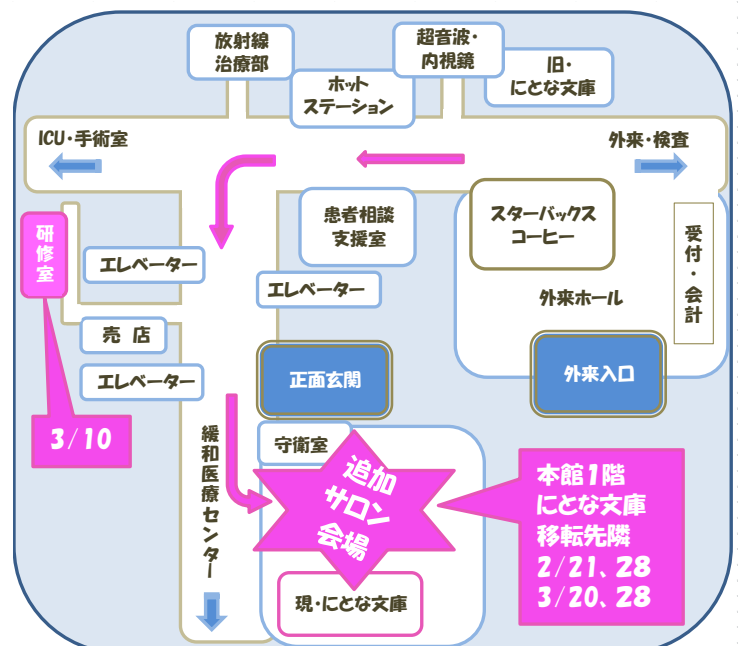 放射線
治療部
超音波・
内視鏡
旧・
にとな文庫
ホット
ステーション
ICU・手術室
外来・検査
研修室
患者相談
支援室
スターバックス
コーヒー
受付・会計
エレベーター
エレベーター
外来ホール
売 店
エレベーター
正面玄関
外来入口
3/10
守衛室
緩和医療センター
追加
サロン
会場
本館1階
にとな文庫
移転先隣
2/21、28
3/20、28
現・にとな文庫